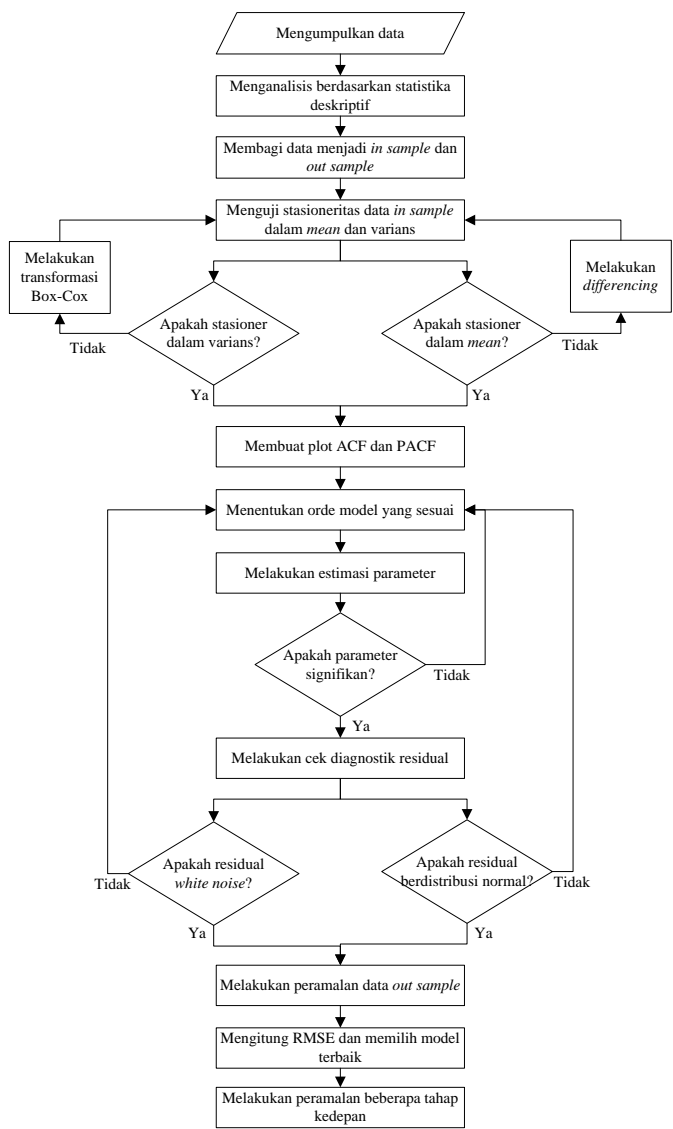 Mengumpulkan data
Menganalisis berdasarkan statistika
deskriptif
Membagi data menjadi in sample dan
out sample
Menguji stasioneritas data in sample
dalam mean dan varians
Melakukan
transformasi
Box-Cox
Melakukan
differencing
Apakah stasioner
dalam varians?
Tidak
Apakah stasioner
dalam mean?
Tidak
Ya
Ya
Membuat plot ACF dan PACF
Menentukan orde model yang sesuai
Melakukan estimasi parameter
Apakah parameter
signifikan?
Tidak
Ya
Melakukan cek diagnostik residual
Apakah residual
white noise?
Tidak
Apakah residual
berdistribusi normal?
Tidak
Ya
Ya
Melakukan peramalan data out sample
Mengitung RMSE dan memilih model
terbaik
Melakukan peramalan beberapa tahap
kedepan